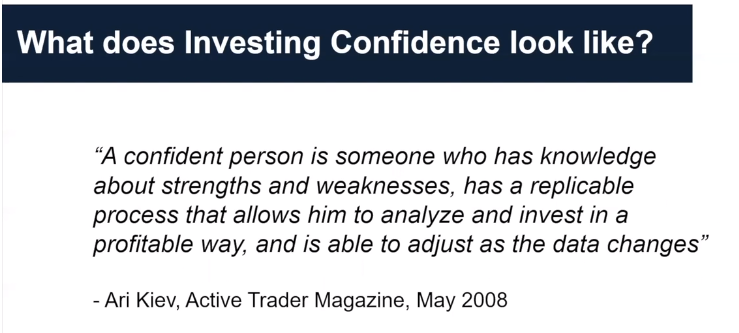 What does Investing Confidence look like?
“A confident person is someone who has knowledge
about strengths and weaknesses, has a replicable
process that allows him to analyze and invest in a
profitable way, and is able to adjust as the data changes”
- Ari Kiev, Active Trader Magazine, May 2008